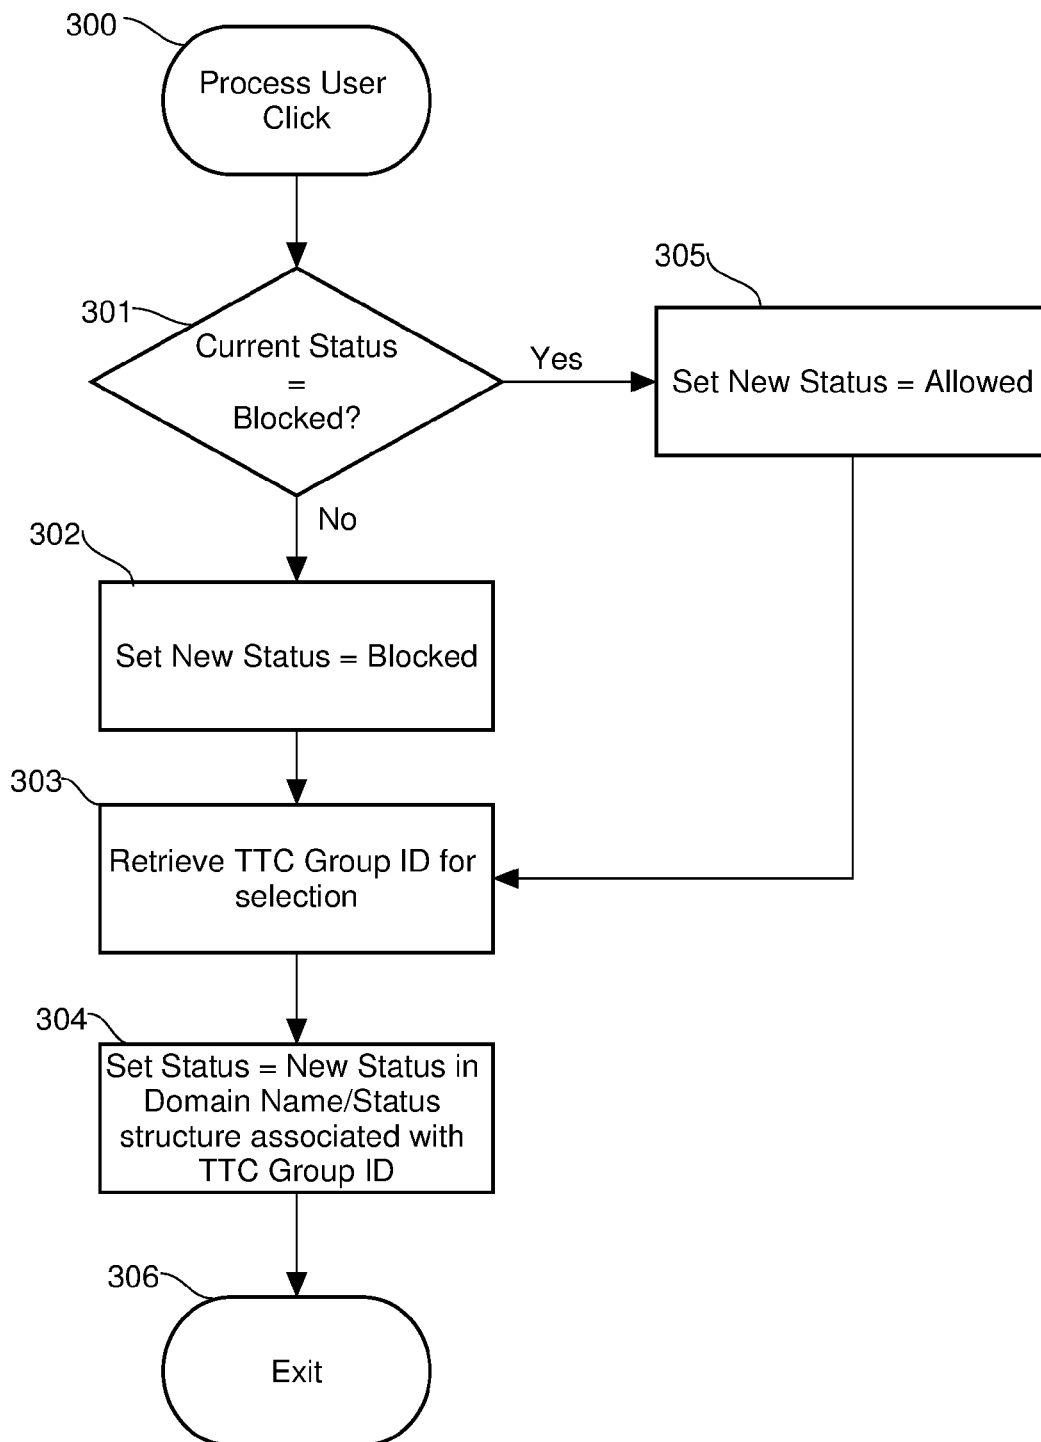 300
Process User
Click
301
Current Status
=
Blocked?
Yes
305
Set New Status = Allowed
No
302
Set New Status = Blocked
303
Retrieve TTC Group ID for
selection
304
Set Status = New Status in
Domain Name/Status
structure associated with
TTC Group ID
306
Exit